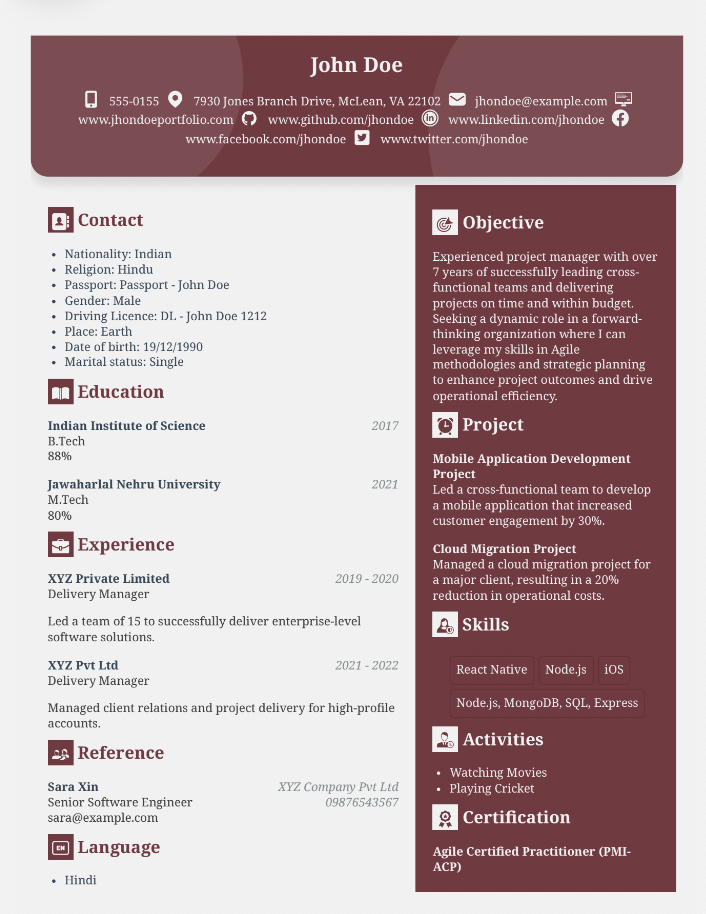 John Doe
555-0155 7930 Jones Branch Drive, McLean, VA 22102 jhondoe@example.com
www.jhondoeportfolio.com www.github.com/jhondoe www.linkedin.com/jhondoe
www.facebook.com/jhondoe www.twitter.com/jhondoe
Contact
• Nationality: Indian
• Religion: Hindu
• Passport: Passport - John Doe
• Gender: Male
• Driving Licence: DL - John Doe 1212
• Place: Earth
• Date of birth: 19/12/1990
• Marital status: Single
Education
Indian Institute of Science 2017
B.Tech
88%
Jawaharlal Nehru University 2021
M.Tech
80%
Experience
XYZ Private Limited 2019 - 2020
Delivery Manager
Led a team of 15 to successfully deliver enterprise-level
software solutions.
XYZ Pvt Ltd 2021 - 2022
Delivery Manager
Managed client relations and project delivery for high-profile
accounts.
Reference
Sara Xin XYZ Company Pvt Ltd
Senior Software Engineer 09876543567
sara@example.com
EN Language
• Hindi
Objective
Experienced project manager with over
7 years of successfully leading cross-
functional teams and delivering
projects on time and within budget.
Seeking a dynamic role in a forward-
thinking organization where I can
leverage my skills in Agile
methodologies and strategic planning
to enhance project outcomes and drive
operational efficiency.
Project
Mobile Application Development
Project
Led a cross-functional team to develop
a mobile application that increased
customer engagement by 30%.
Cloud Migration Project
Managed a cloud migration project for
a major client, resulting in a 20%
reduction in operational costs.
Skills
React Native Node.js iOS
Node.js, MongoDB, SQL, Express
Activities
• Watching Movies
• Playing Cricket
Certification
Agile Certified Practitioner (PMI-
ACP)